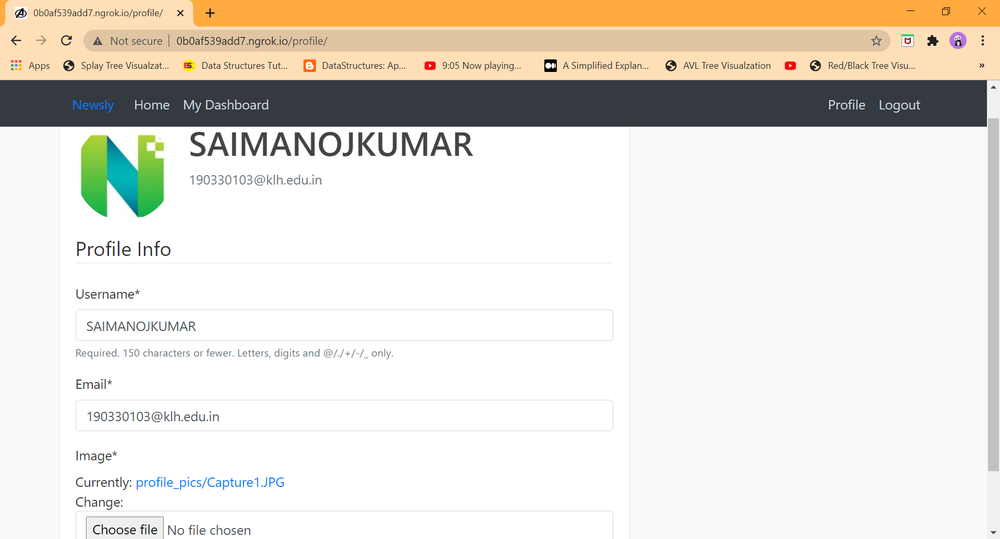 0b0af539add7.ngrok.io/profile/
Not secure | 0b0af539add7.ngrok.io/profile/
Apps Splay Tree Visualzat... Data Structures Tut... DataStructures: Ap... 9:05 Now playing... A Simplified Explan... AVL Tree Visualzation Red/Black Tree Visu... »
Newsly Home My Dashboard Profile Logout
SAIMANOJKUMAR
190330103@klh.edu.in
Profile Info
Username*
SAIMANOJKUMAR
Required. 150 characters or fewer. Letters, digits and @/./+/-/_ only.
Email*
190330103@klh.edu.in
Image*
Currently: profile_pics/Capture1.JPG
Change:
Choose file No file chosen